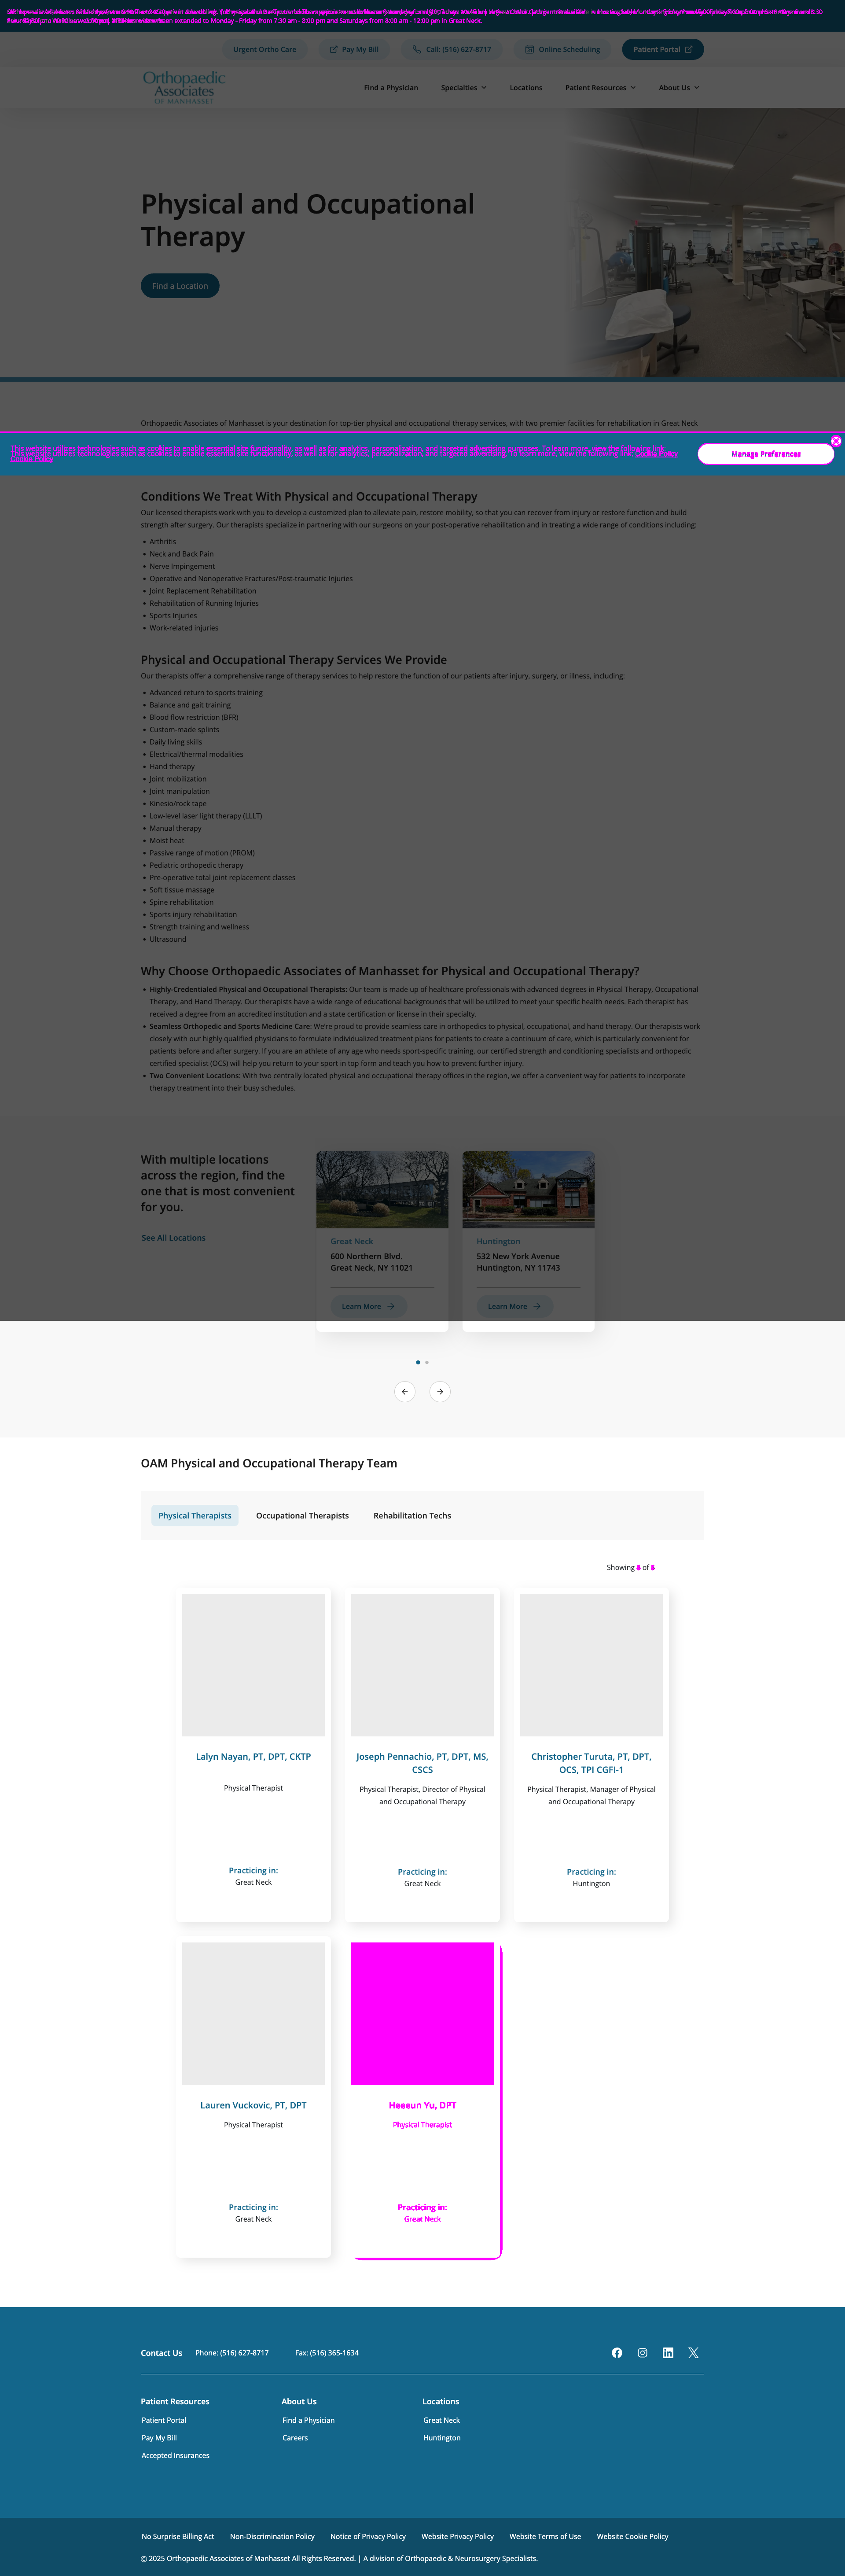 Urgent Ortho Care
Pay My Bill
Call: (516) 627-8717
Online Scheduling
Patient Portal
Orthopaedic
Associates
OF MANHASSET
Find a Physician
Specialties
Locations
Patient Resources
About Us
Physical and Occupational
Therapy
Find a Location
Orthopaedic Associates of Manhasset is your destination for top-tier physical and occupational therapy services, with two premier facilities for rehabilitation in Great Neck
Cookie Policy
Manage Preferences
Conditions We Treat With Physical and Occupational Therapy
Our licensed therapists work with you to develop a customized plan to alleviate pain, restore mobility, so that you can recover from injury or restore function and build
strength after surgery. Our therapists specialize in partnering with our surgeons on your post-operative rehabilitation and in treating a wide range of conditions including:
Arthritis
Neck and Back Pain
Nerve Impingement
Operative and Nonoperative Fractures/Post-traumatic Injuries
Joint Replacement Rehabilitation
Rehabilitation of Running Injuries
Sports Injuries
Work-related injuries
Physical and Occupational Therapy Services We Provide
Our therapists offer a comprehensive range of therapy services to help restore the function of our patients after injury, surgery, or illness, including:
Advanced return to sports training
Balance and gait training
Blood flow restriction (BFR)
Custom-made splints
Daily living skills
Electrical/thermal modalities
Hand therapy
Joint mobilization
Joint manipulation
Kinesio/rock tape
Low-level laser light therapy (LLLT)
Manual therapy
Moist heat
Passive range of motion (PROM)
Pediatric orthopedic therapy
Pre-operative total joint replacement classes
Soft tissue massage
Spine rehabilitation
Sports injury rehabilitation
Strength training and wellness
Ultrasound
Why Choose Orthopaedic Associates of Manhasset for Physical and Occupational Therapy?
Highly-Credentialed Physical and Occupational Therapists: Our team is made up of healthcare professionals with advanced degrees in Physical Therapy, Occupational
Therapy, and Hand Therapy. Our therapists have a wide range of educational backgrounds that will be utilized to meet your specific health needs. Each therapist has
received a degree from an accredited institution and a state certification or license in their specialty.
Seamless Orthopedic and Sports Medicine Care: We're proud to provide seamless care in orthopedics to physical, occupational, and hand therapy. Our therapists work
closely with our highly qualified physicians to formulate individualized treatment plans for patients to create a continuum of care, which is particularly convenient for
patients before and after surgery. If you are an athlete of any age who needs sport-specific training, our certified strength and conditioning specialists and orthopedic
certified specialist (OCS) will help you return to your sport in top form and teach you how to prevent further injury.
Two Convenient Locations: With two centrally located physical and occupational therapy offices in the region, we offer a convenient way for patients to incorporate
therapy treatment into their busy schedules.
With multiple locations
across the region, find the
one that is most convenient
for you.
See All Locations
Great Neck
600 Northern Blvd.
Great Neck, NY 11021
Learn More
Huntington
532 New York Avenue
Huntington, NY 11743
Learn More
OAM Physical and Occupational Therapy Team
Physical Therapists
Occupational Therapists
Rehabilitation Techs
Showing of
Lalyn Nayan, PT, DPT, CKTP
Physical Therapist
Practicing in:
Great Neck
Joseph Pennachio, PT, DPT, MS,
CSCS
Physical Therapist, Director of Physical
and Occupational Therapy
Practicing in:
Great Neck
Christopher Turuta, PT, DPT,
OCS, TPI CGFI-1
Physical Therapist, Manager of Physical
and Occupational Therapy
Practicing in:
Huntington
Lauren Vuckovic, PT, DPT
Physical Therapist
Practicing in:
Great Neck
Heeeun Yu, DPT
Physical Therapist
Practicing in:
Great Neck
Contact Us
Phone: (516) 627-8717
Fax: (516) 365-1634
Patient Resources
Patient Portal
Pay My Bill
Accepted Insurances
About Us
Find a Physician
Careers
Locations
Great Neck
Huntington
No Surprise Billing Act
Non-Discrimination Policy
Notice of Privacy Policy
Website Privacy Policy
Website Terms of Use
Website Cookie Policy
© 2025 Orthopaedic Associates of Manhasset All Rights Reserved. | A division of Orthopaedic & Neurosurgery Specialists.